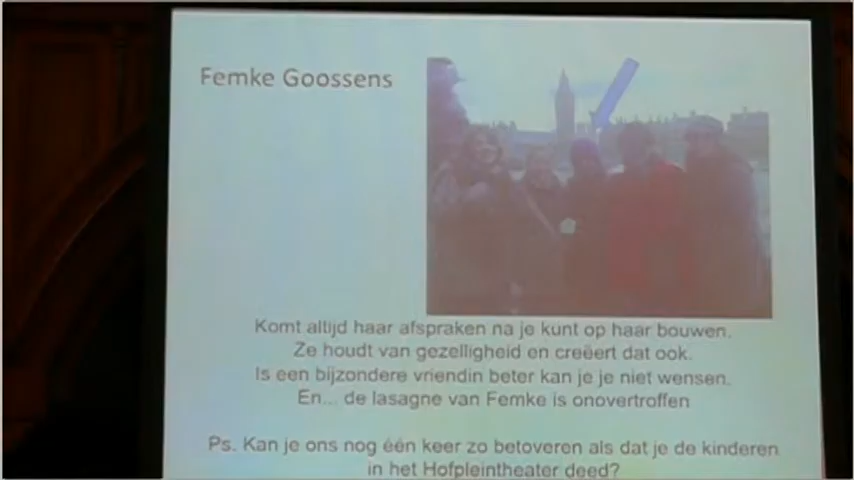 Femke Goossens
Komt altijd haar afspraken na je kunt op haar bouwen.
Ze houdt van gezelligheid en creëert dat ook.
Is een bijzondere vriendin beter kan je je niet wensen.
En... de lasagne van Femke is onovertroffen
Ps. Kan je ons nog één keer zo betoveren als dat je de kinderen
in het Hofpleintheater deed?